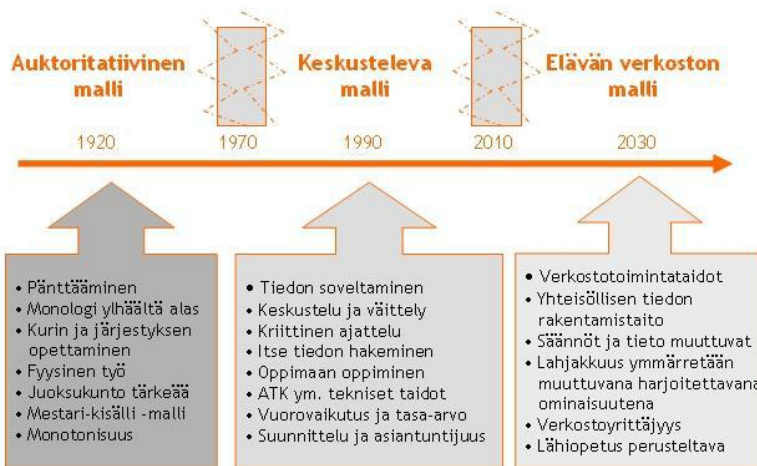 Auktoritatiivinen
malli
Keskusteleva
malli
Elävän verkoston
malli
1920
1970
1990
2010
2030
• Pänttääminen
• Monologi ylhäältä alas
• Kurin ja järjestyksen
opettaminen
• Fyysinen työ
• Juoksukunto tärkeää
• Mestari-kisälli -malli
• Monotonisuus
• Tiedon soveltaminen
• Keskustelu ja väittely
• Kriittinen ajattelu
• Itse tiedon hakeminen
• Oppimaan oppiminen
• ATK ym. tekniset taidot
• Vuorovaikutus ja tasa-arvo
• Suunnittelu ja asiantuntijuus
• Verkostotoimintataidot
• Yhteisöllisen tiedon
rakentamistaito
• Säännöt ja tieto muuttuvat
• Lahjakkuus ymmärretään
muuttuvana harjoitettavana
ominaisuutena
• Verkostoyrittäjyys
• Lähiopetus perusteltava